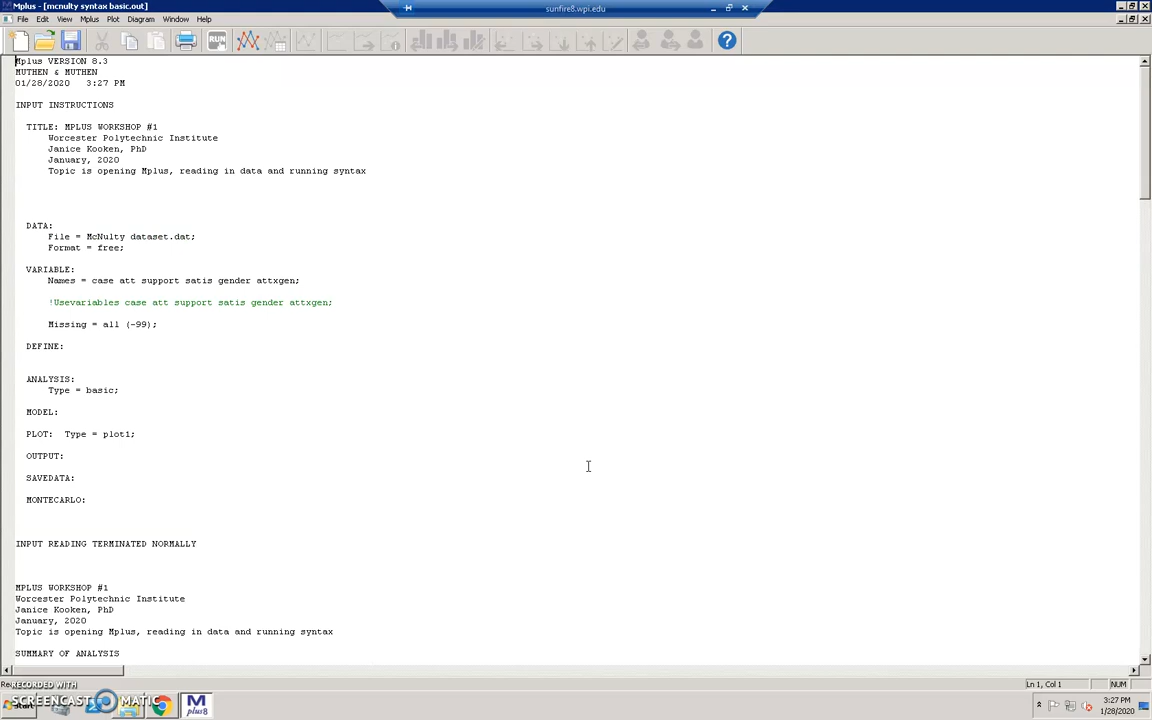 Mplus - [mcnulty syntax basic.out]
sunfire8.wpi.edu
File Edit View Mplus Plot Diagram Window Help
RUN
Mplus VERSION 8.3
MUTHEN & MUTHEN
01/28/2020 3:27 PM
INPUT INSTRUCTIONS
TITLE: MPLUS WORKSHOP #1
Worcester Polytechnic Institute
Janice Kooken, PhD
January, 2020
Topic is opening Mplus, reading in data and running syntax
DATA:
File = McNulty dataset.dat;
Format = free;
VARIABLE:
Names = case att support satis gender attxgen;
!Usevariables case att support satis gender attxgen;
Missing = all (-99);
DEFINE:
ANALYSIS:
Type = basic;
MODEL:
PLOT: Type = plot1;
OUTPUT:
SAVEDATA:
MONTECARLO:
INPUT READING TERMINATED NORMALLY
MPLUS WORKSHOP #1
Worcester Polytechnic Institute
Janice Kooken, PhD
January, 2020
Topic is opening Mplus, reading in data and running syntax
SUMMARY OF ANALYSIS
RECORDED WITH
Ln 1, Col 1 NUM
SCREENCAST MATIC
Start
Mplus8
3:27 PM
1/28/2020